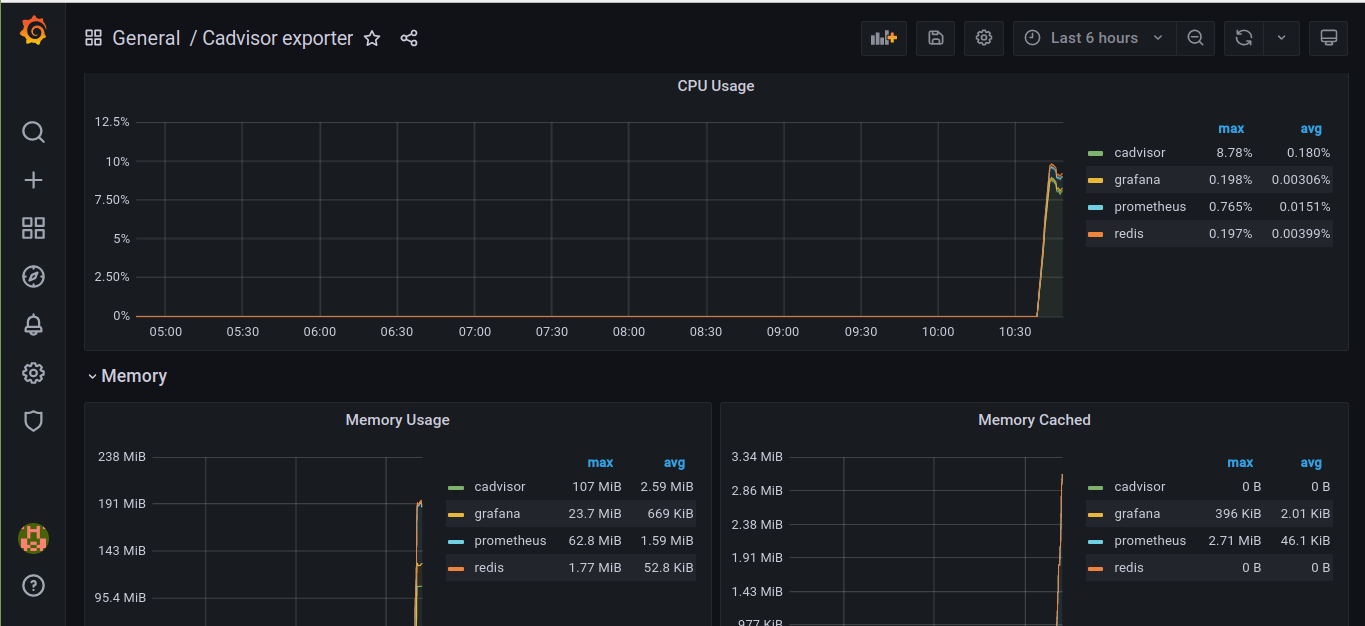 General / Cadvisor exporter
Last 6 hours
CPU Usage
12.5%
10%
7.50%
5%
2.50%
0%
05:00 05:30 06:00 06:30 07:00 07:30 08:00 08:30 09:00 09:30 10:00 10:30
max avg
cadvisor 8.78% 0.180%
grafana 0.198% 0.00306%
prometheus 0.765% 0.0151%
redis 0.197% 0.00399%
Memory
Memory Usage
238 MiB
191 MiB
143 MiB
95.4 MiB
max avg
cadvisor 107 MiB 2.59 MiB
grafana 23.7 MiB 669 KiB
prometheus 62.8 MiB 1.59 MiB
redis 1.77 MiB 52.8 KiB
Memory Cached
3.34 MiB
2.86 MiB
2.38 MiB
1.91 MiB
1.43 MiB
977 KiB
max avg
cadvisor 0 B 0 B
grafana 396 KiB 2.01 KiB
prometheus 2.71 MiB 46.1 KiB
redis 0 B 0 B